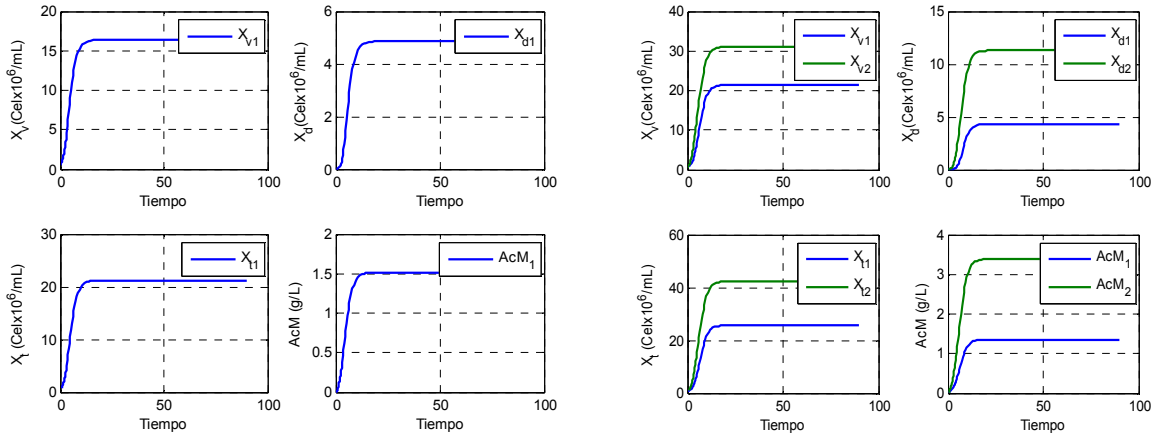 X_v(Celx10^6/mL)
20
15
10
5
0
0
50
100
Tiempo
X_v1
X_d(Celx10^6/mL)
6
4
2
0
0
50
100
Tiempo
X_d1
X_v(Celx10^6/mL)
40
30
20
10
0
0
50
100
Tiempo
X_v1
X_v2
X_d(Celx10^6/mL)
15
10
5
0
0
50
100
Tiempo
X_d1
X_d2
X_t (Celx10^6/mL)
30
20
10
0
0
50
100
Tiempo
X_t1
AcM (g/L)
2
1.5
1
0.5
0
0
50
100
Tiempo
AcM_1
X_t (Celx10^6/mL)
60
40
20
0
0
50
100
Tiempo
X_t1
X_t2
AcM (g/L)
4
3
2
1
0
0
50
100
Tiempo
AcM_1
AcM_2